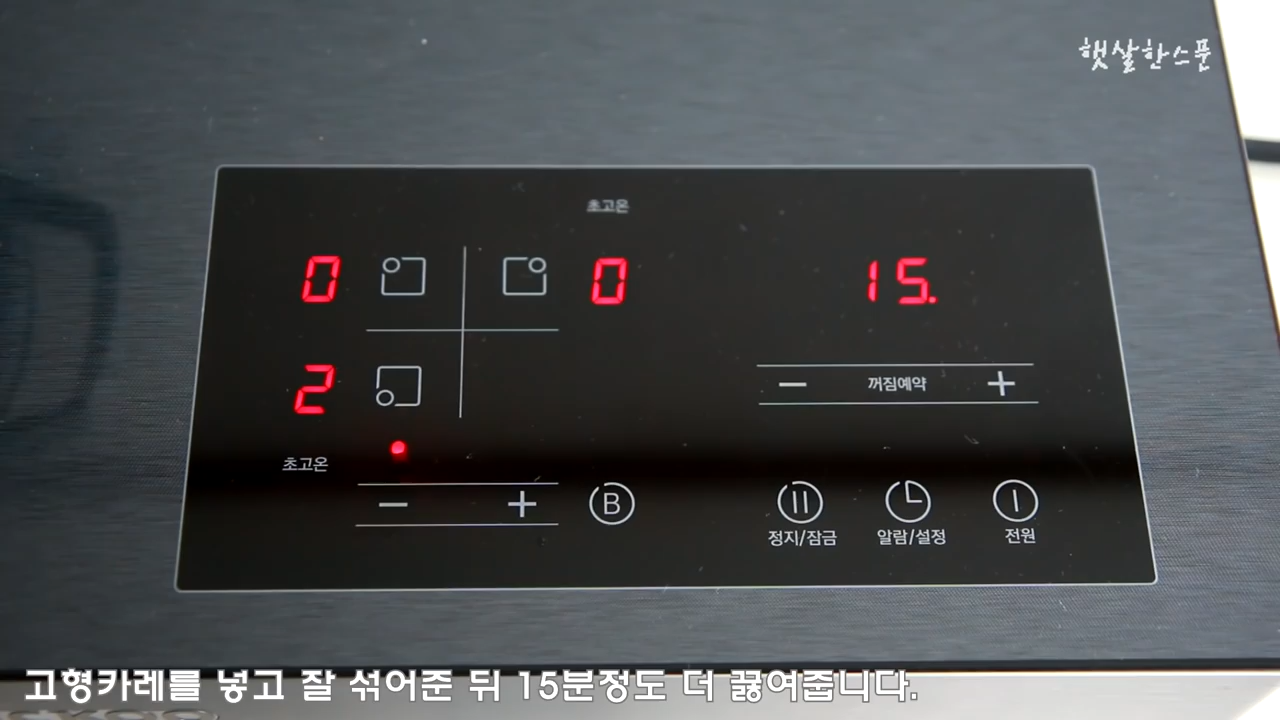 햇살한스푼
초고온
0
0
15.
2
− 꺼짐예약 +
초고온
− +
B
정지/잠금
알람/설정
전원
고형카레를 넣고 잘 섞어준 뒤 15분정도 더 끓여줍니다.